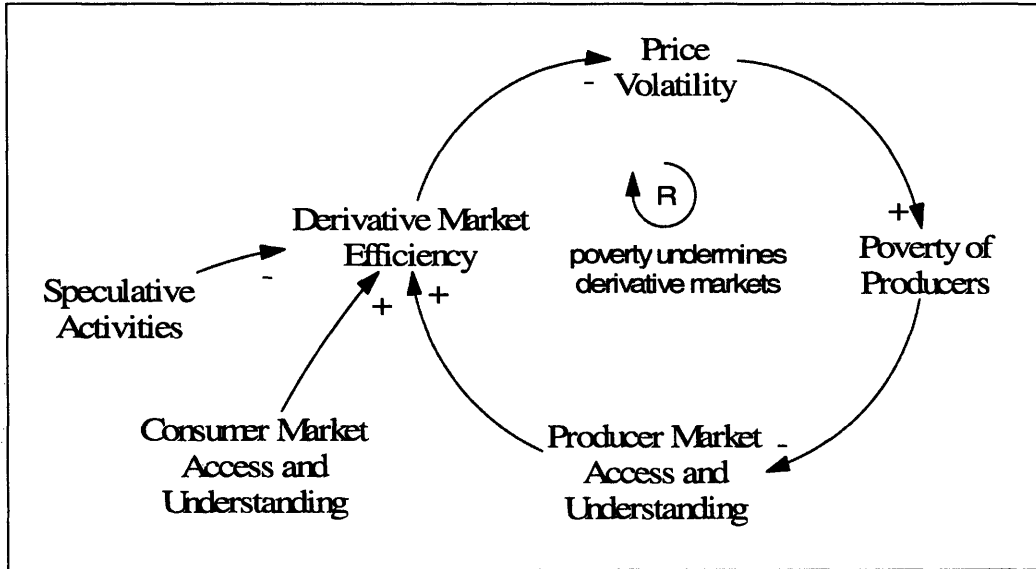 Price
Volatility
-
R
+
Derivative Market
Efficiency
poverty undermines
derivative markets
Poverty of
Producers
-
Speculative
Activities
+
+
Consumer Market
Access and
Understanding
Producer Market
-
Access and
Understanding